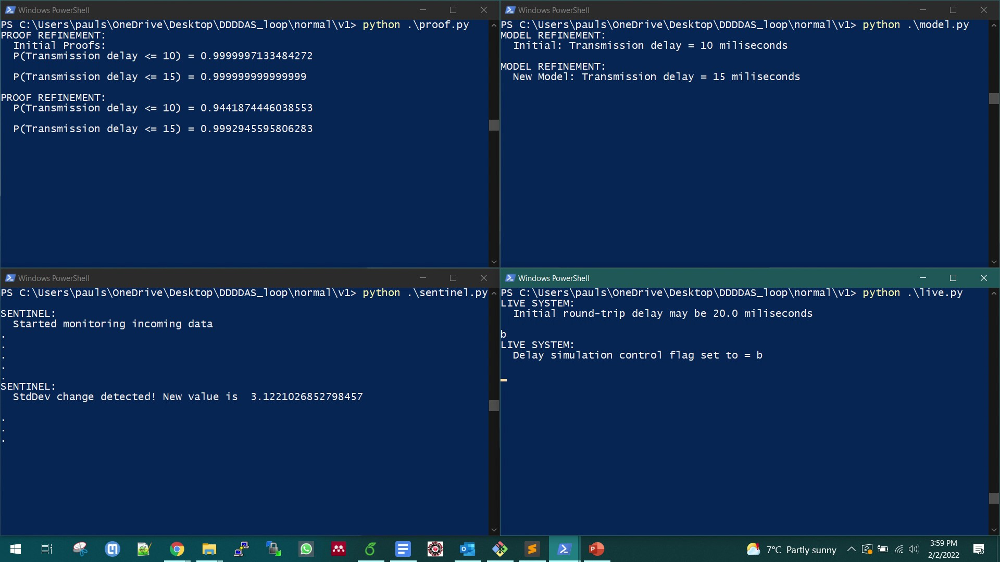 Windows PowerShell
PS C:\Users\pauls\OneDrive\Desktop\DDDDAS_loop\normal\v1> python .\proof.py
PROOF REFINEMENT:
Initial Proofs:
P(Transmission delay <= 10) = 0.9999997133484272
P(Transmission delay <= 15) = 0.999999999999999
PROOF REFINEMENT:
P(Transmission delay <= 10) = 0.9441874446038553
P(Transmission delay <= 15) = 0.9992945595806283
Windows PowerShell
PS C:\Users\pauls\OneDrive\Desktop\DDDDAS_loop\normal\v1> python .\model.py
MODEL REFINEMENT:
Initial: Transmission delay = 10 miliseconds
MODEL REFINEMENT:
New Model: Transmission delay = 15 miliseconds
Windows PowerShell
PS C:\Users\pauls\OneDrive\Desktop\DDDDAS_loop\normal\v1> python .\sentinel.py
SENTINEL:
Started monitoring incoming data
.
.
.
.
.
SENTINEL:
StdDev change detected! New value is  3.1221026852798457
.
.
.
Windows PowerShell
PS C:\Users\pauls\OneDrive\Desktop\DDDDAS_loop\normal\v1> python .\live.py
LIVE SYSTEM:
Initial round-trip delay may be 20.0 miliseconds
b
LIVE SYSTEM:
Delay simulation control flag set to = b
7°C Partly sunny
3:59 PM
2/2/2022